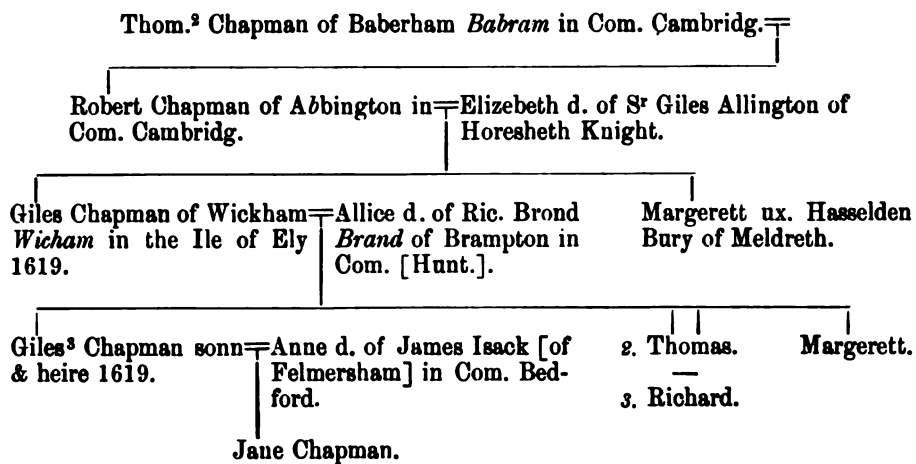 Thom.² Chapman of Baberham Babram in Com. Cambridg.
Robert Chapman of Abbington in
Com. Cambridg.
Elizebeth d. of Sʳ Giles Allington of
Horesheth Knight.
Giles Chapman of Wickham
Wicham in the Ile of Ely
1619.
Allice d. of Ric. Brond
Brand of Brampton in
Com. [Hunt.].
Margerett ux. Hasselden
Bury of Meldreth.
Giles³ Chapman sonn
& heire 1619.
Anne d. of James Isack [of
Felmersham] in Com. Bed-
ford.
2. Thomas.
3. Richard.
Margerett.
Jane Chapman.